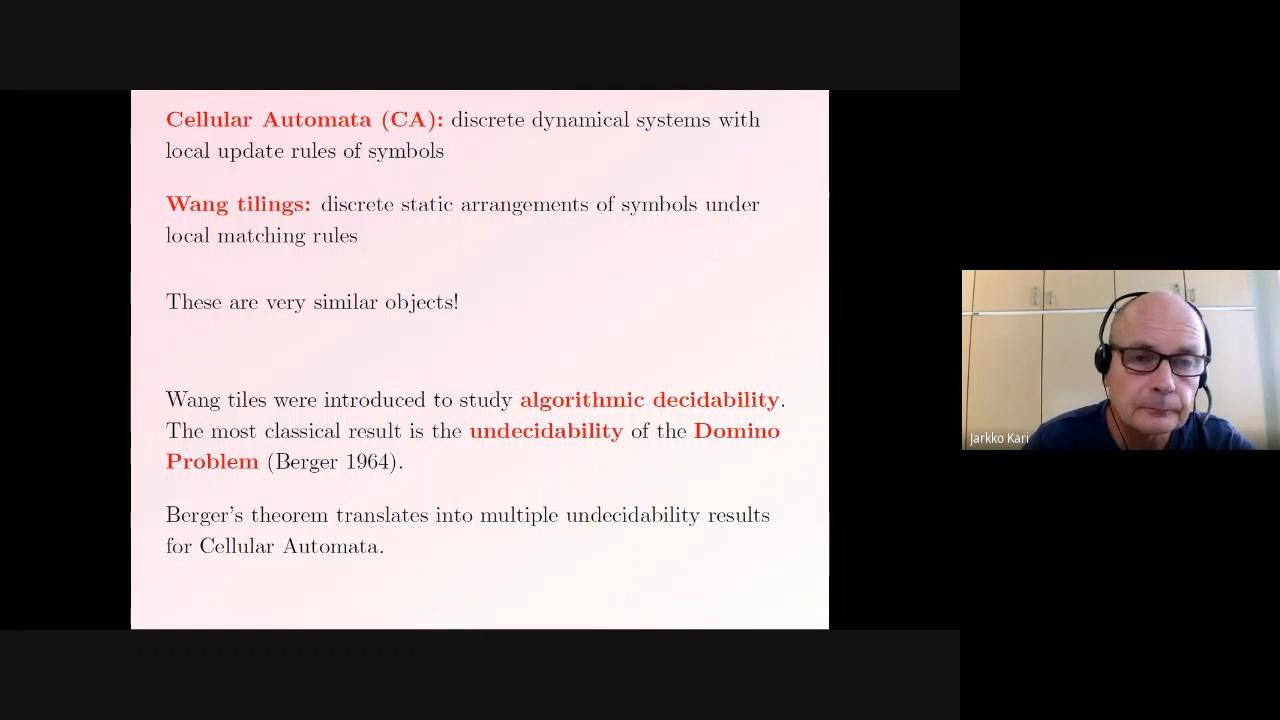 Cellular Automata (CA): discrete dynamical systems with
local update rules of symbols
Wang tilings: discrete static arrangements of symbols under
local matching rules
These are very similar objects!
Wang tiles were introduced to study algorithmic decidability.
The most classical result is the undecidability of the Domino
Problem (Berger 1964).
Berger's theorem translates into multiple undecidability results
for Cellular Automata.
Jarkko Kari